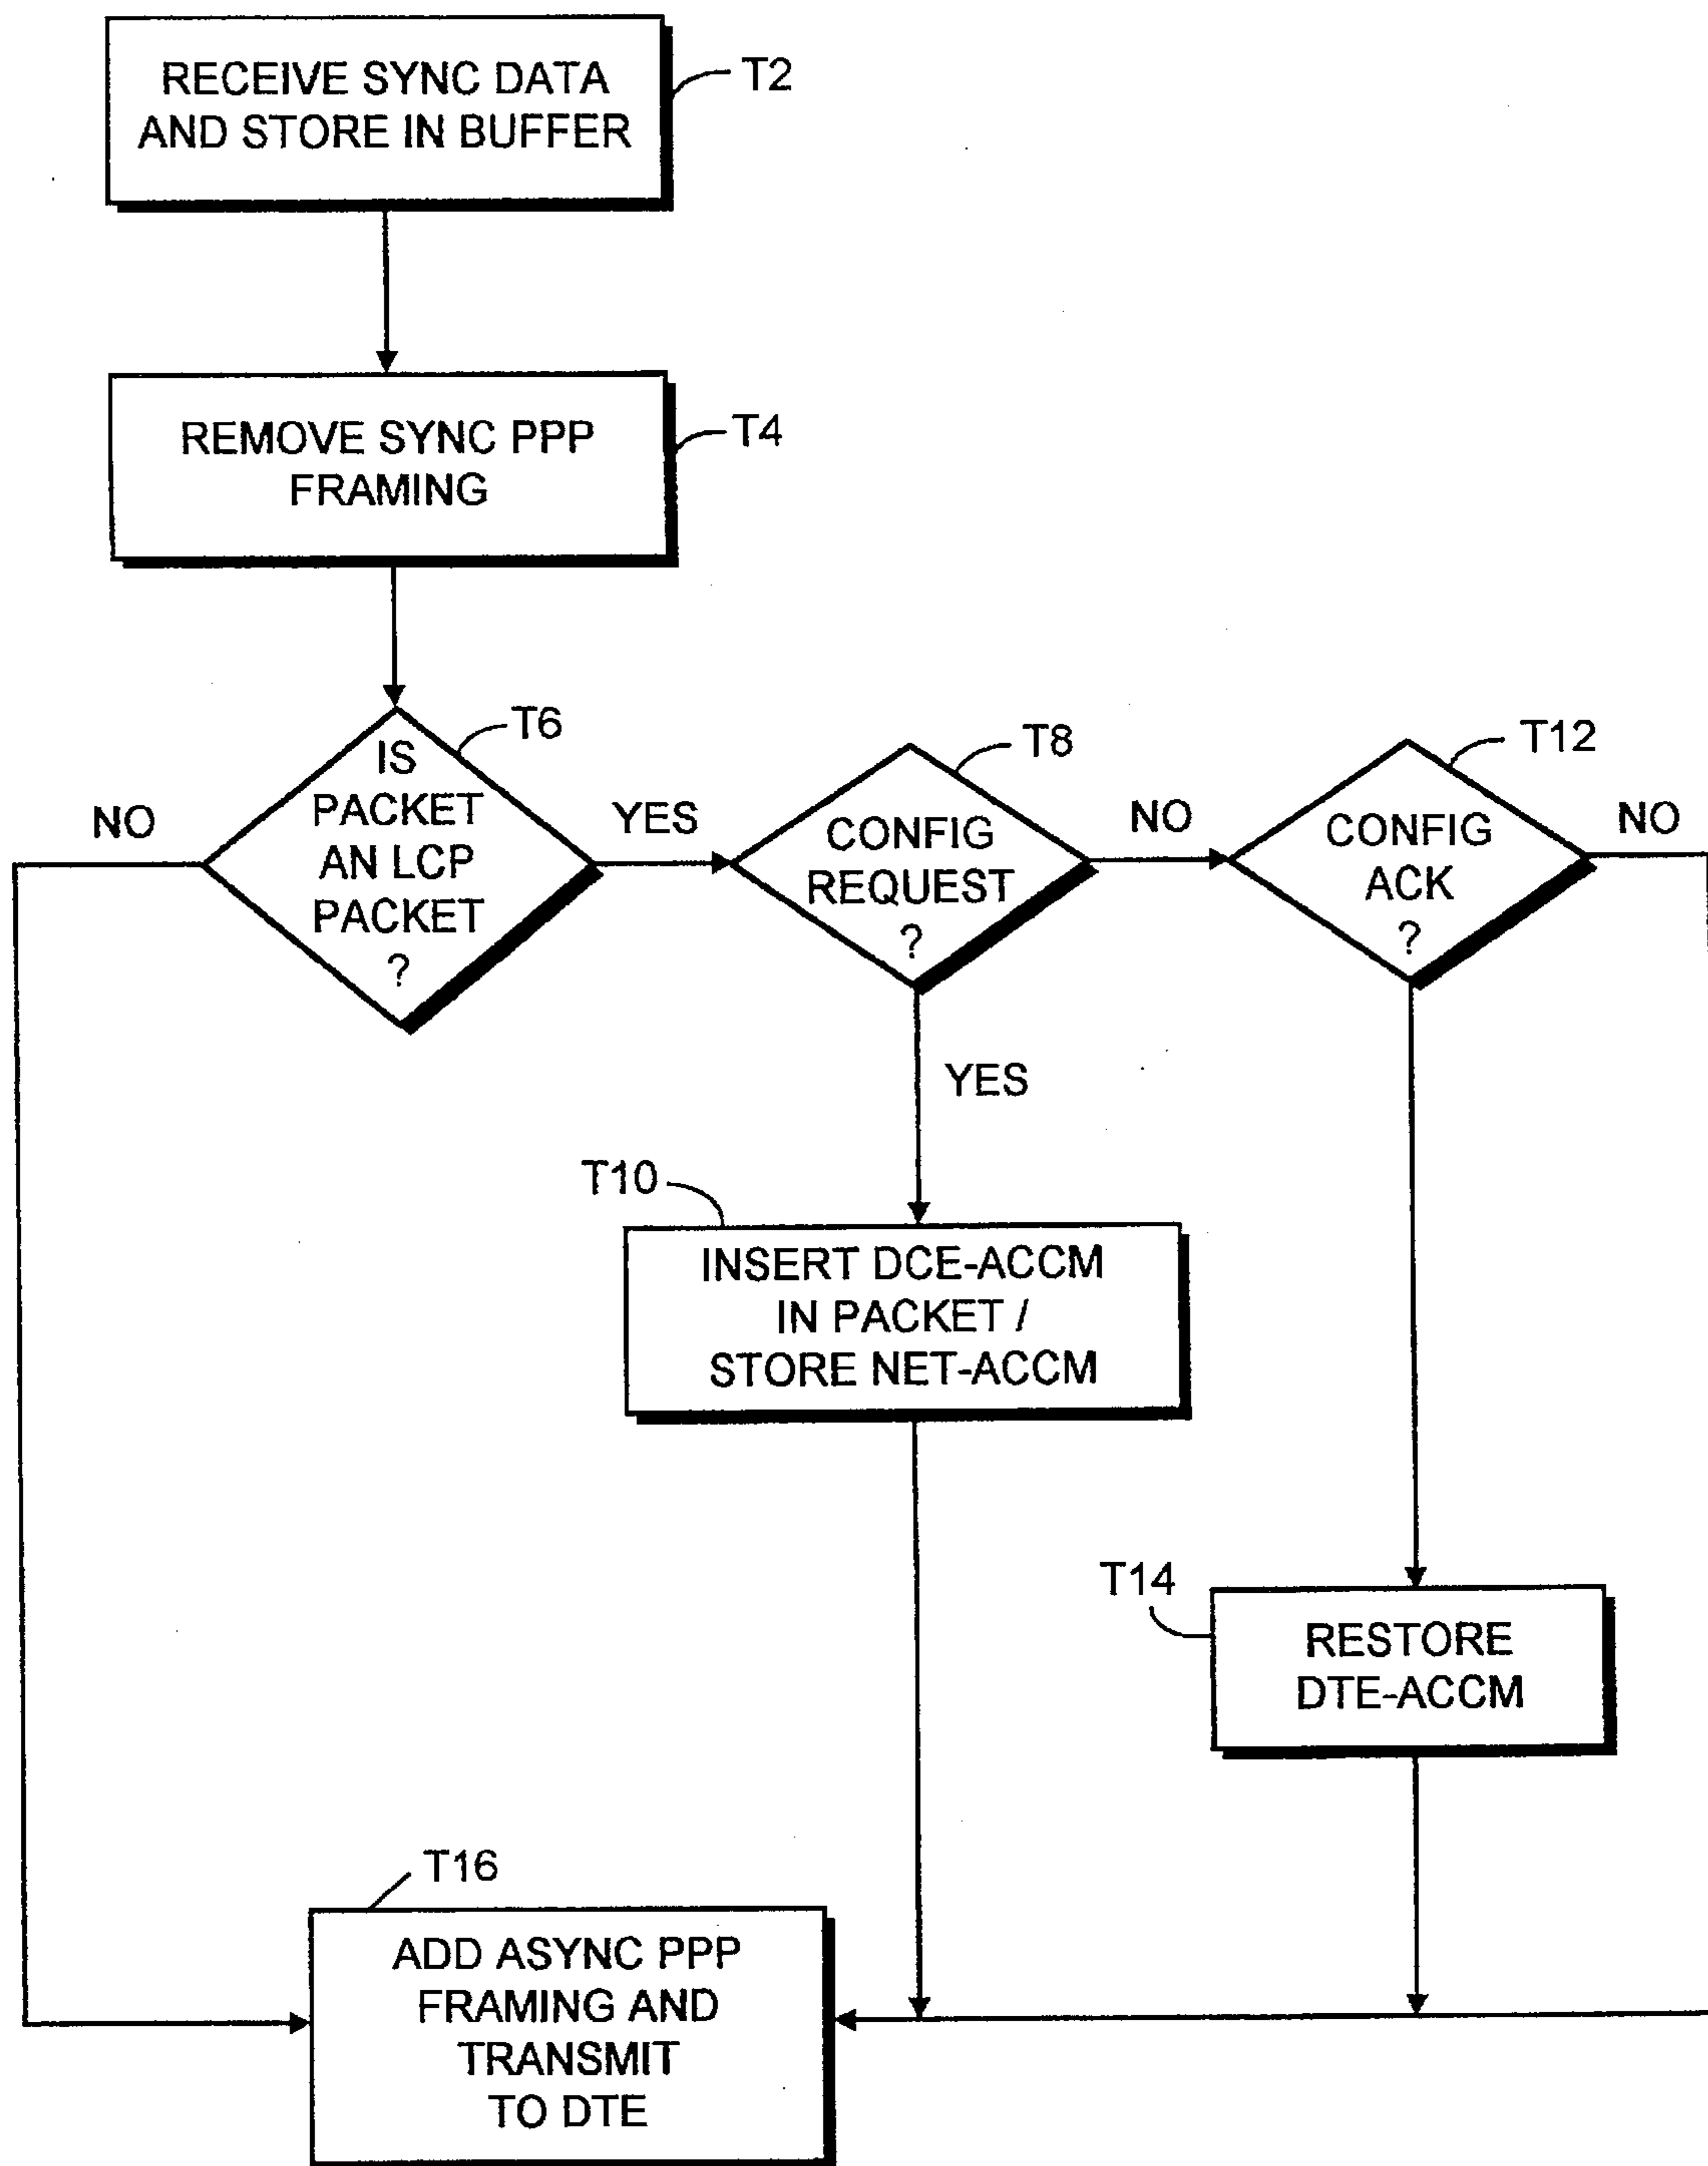 RECEIVE SYNC DATA
AND STORE IN BUFFER
T2
REMOVE SYNC PPP
FRAMING
T4
IS
PACKET
AN LCP
PACKET
?
T6
NO
YES
CONFIG
REQUEST
?
T8
NO
YES
CONFIG
ACK
?
T12
NO
T10
INSERT DCE-ACCM
IN PACKET /
STORE NET-ACCM
T14
RESTORE
DTE-ACCM
T16
ADD ASYNC PPP
FRAMING AND
TRANSMIT
TO DTE